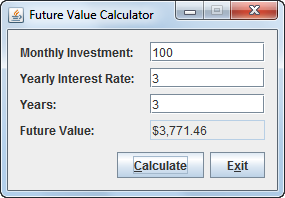 Future Value Calculator
Monthly Investment: 100
Yearly Interest Rate: 3
Years: 3
Future Value: $3,771.46
Calculate Exit